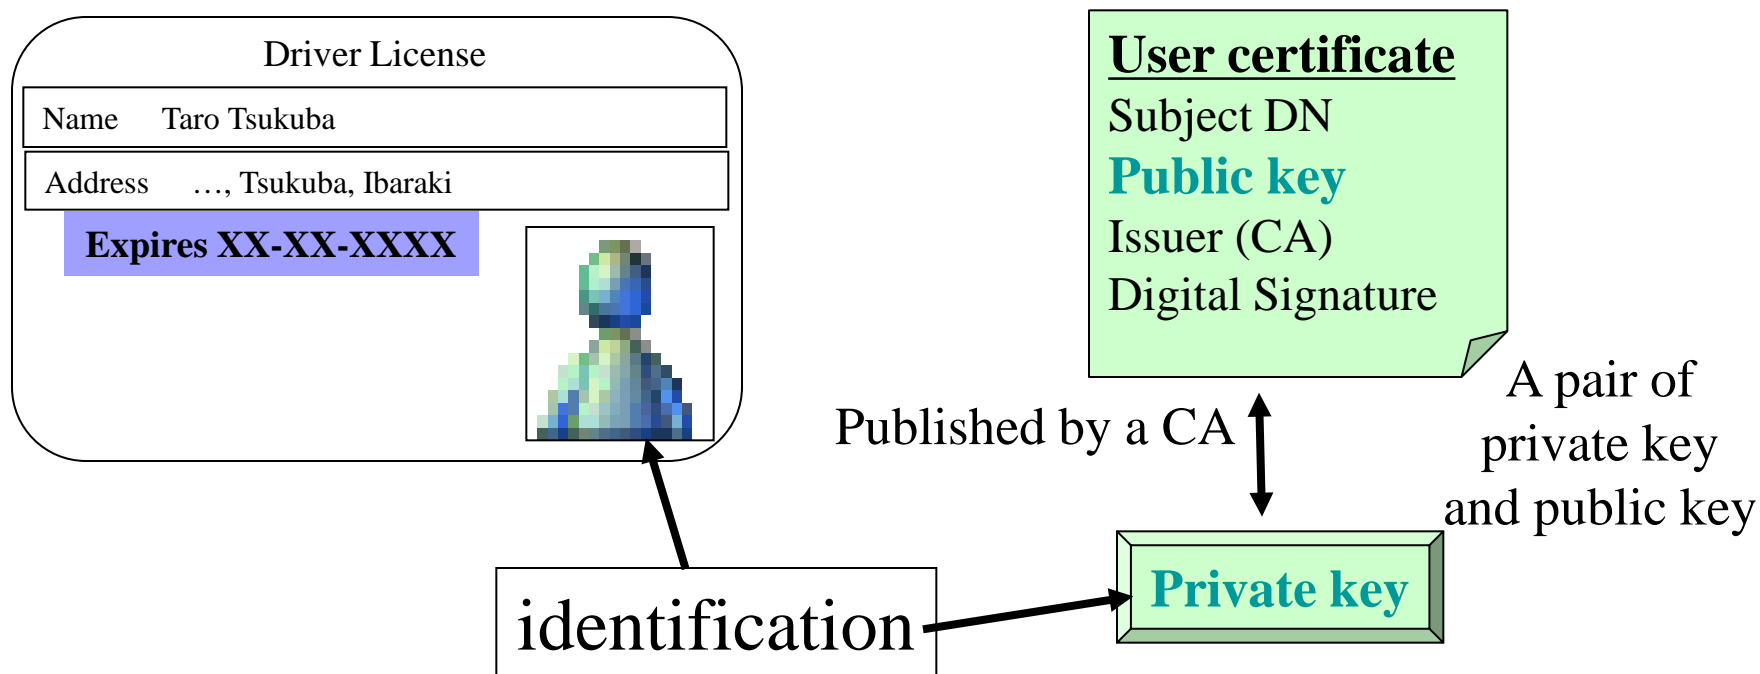 Driver License
Name Taro Tsukuba
Address …, Tsukuba, Ibaraki
Expires XX-XX-XXXX
User certificate
Subject DN
Public key
Issuer (CA)
Digital Signature
Published by a CA
A pair of
private key
and public key
identification
Private key